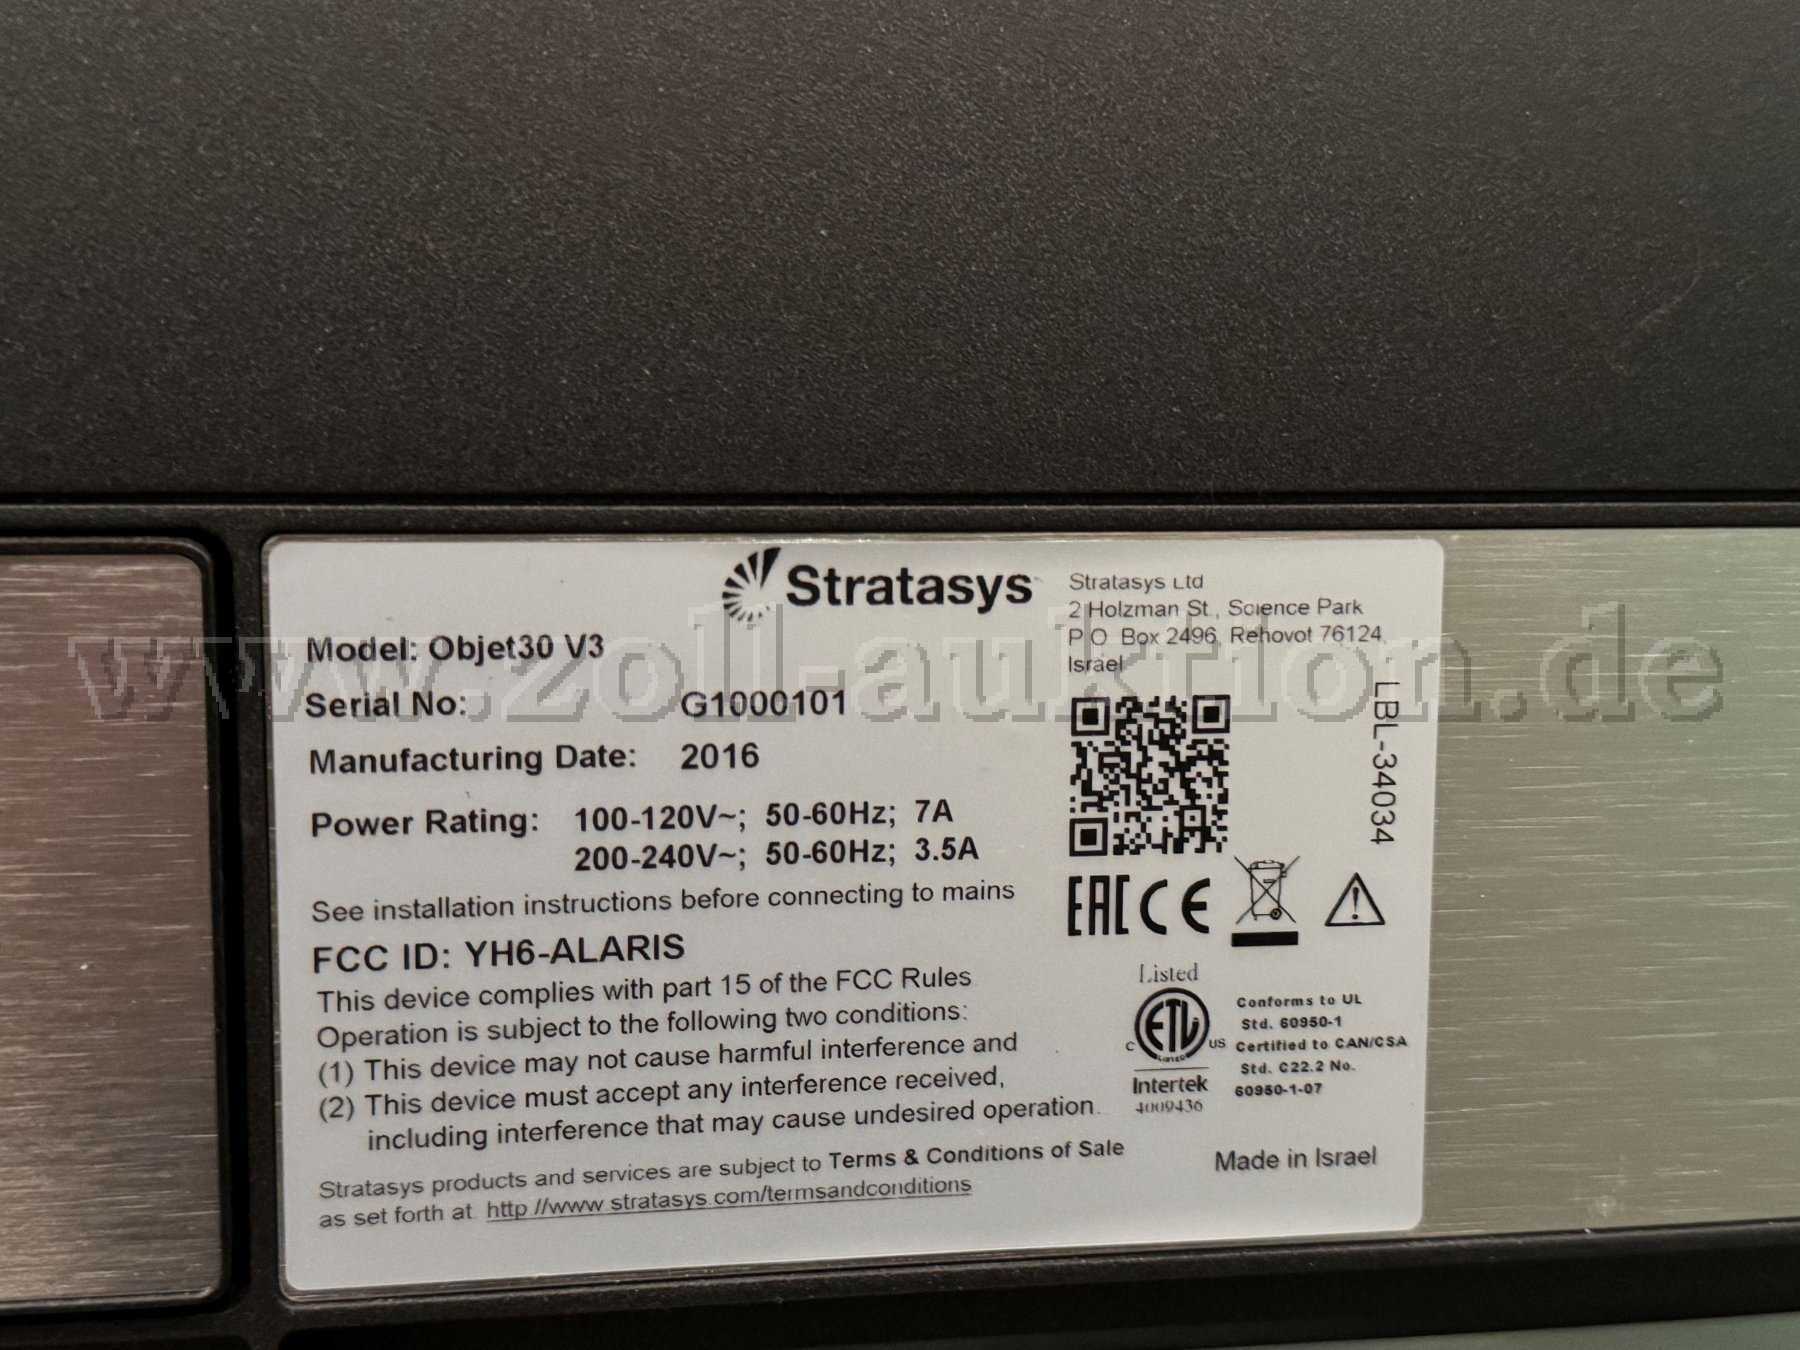 Stratasys
Stratasys Ltd
2 Holzman St., Science Park
P.O. Box 2496, Rehovot 76124,
Israel
Model: Objet30 V3
Serial No: G1000101
Manufacturing Date: 2016
Power Rating: 100-120V~; 50-60Hz; 7A
200-240V~; 50-60Hz; 3.5A
See installation instructions before connecting to mains
FCC ID: YH6-ALARIS
This device complies with part 15 of the FCC Rules
Operation is subject to the following two conditions:
(1) This device may not cause harmful interference and
(2) This device must accept any interference received,
including interference that may cause undesired operation.
Stratasys products and services are subject to Terms & Conditions of Sale
as set forth at http://www.stratasys.com/termsandconditions
LBL-34034
EAC CE
Listed
ETL
C US
LISTED
Intertek
4009436
Conforms to UL
Std. 60950-1
Certified to CAN/CSA
Std. C22.2 No.
60950-1-07
Made in Israel
www.zoll-auktion.de